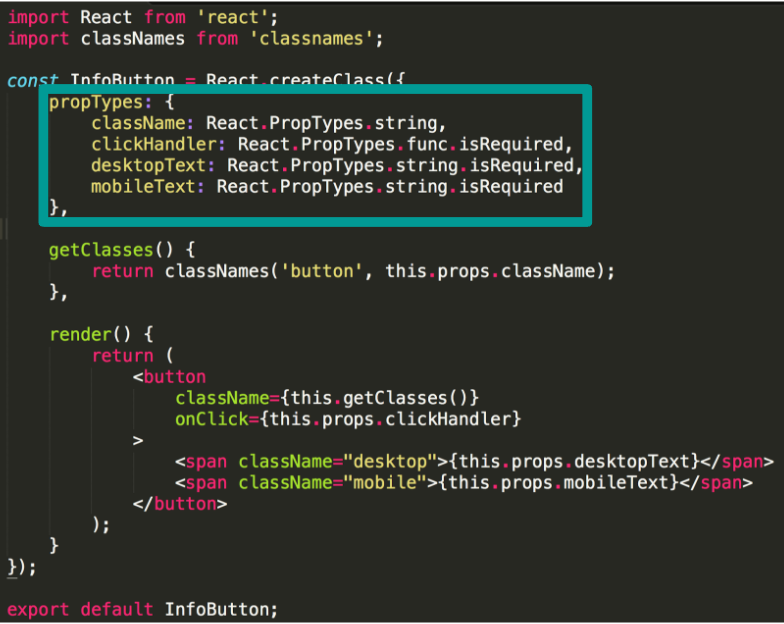 import React from 'react';
import classNames from 'classnames';
const InfoButton = React.createClass({
propTypes: {
className: React.PropTypes.string,
clickHandler: React.PropTypes.func.isRequired,
desktopText: React.PropTypes.string.isRequired,
mobileText: React.PropTypes.string.isRequired
},
getClasses() {
return classNames('button', this.props.className);
},
render() {
return (
<button
className={this.getClasses()}
onClick={this.props.clickHandler}
>
<span className="desktop">{this.props.desktopText}</span>
<span className="mobile">{this.props.mobileText}</span>
</button>
);
}
});
export default InfoButton;